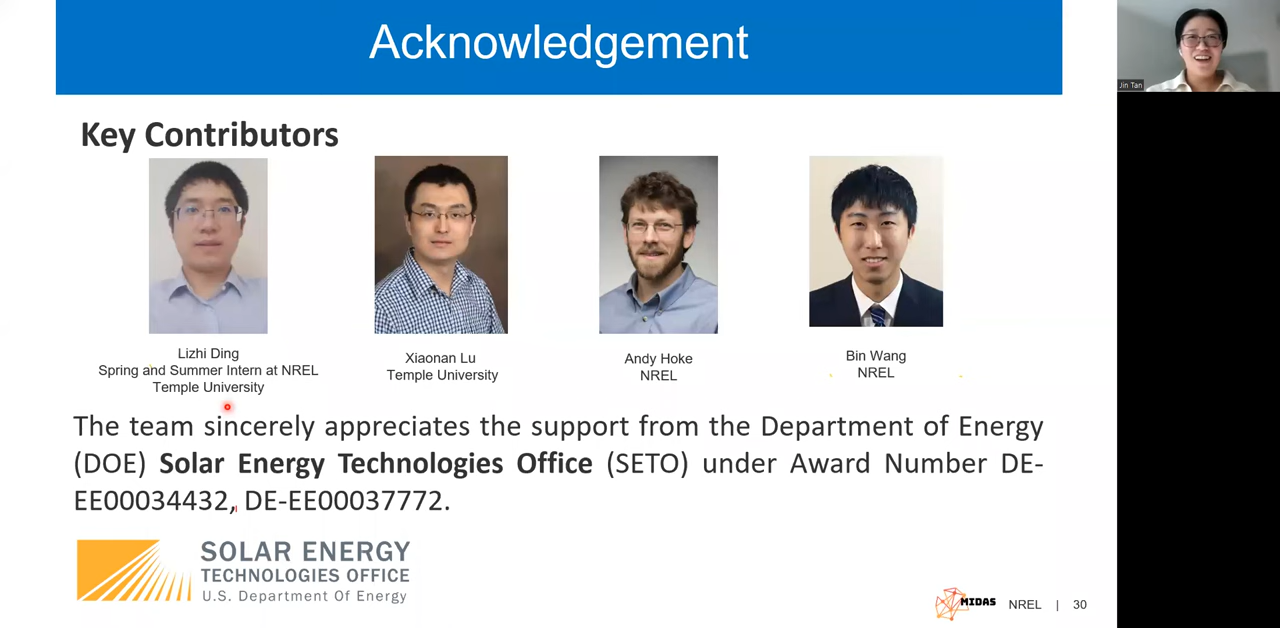 Acknowledgement
Jin Tan
Key Contributors
Lizhi Ding
Spring and Summer Intern at NREL
Temple University
Xiaonan Lu
Temple University
Andy Hoke
NREL
Bin Wang
NREL
The team sincerely appreciates the support from the Department of Energy
(DOE) Solar Energy Technologies Office (SETO) under Award Number DE-
EE00034432, DE-EE00037772.
SOLAR ENERGY
TECHNOLOGIES OFFICE
U.S. Department Of Energy
MIDAS
NREL | 30